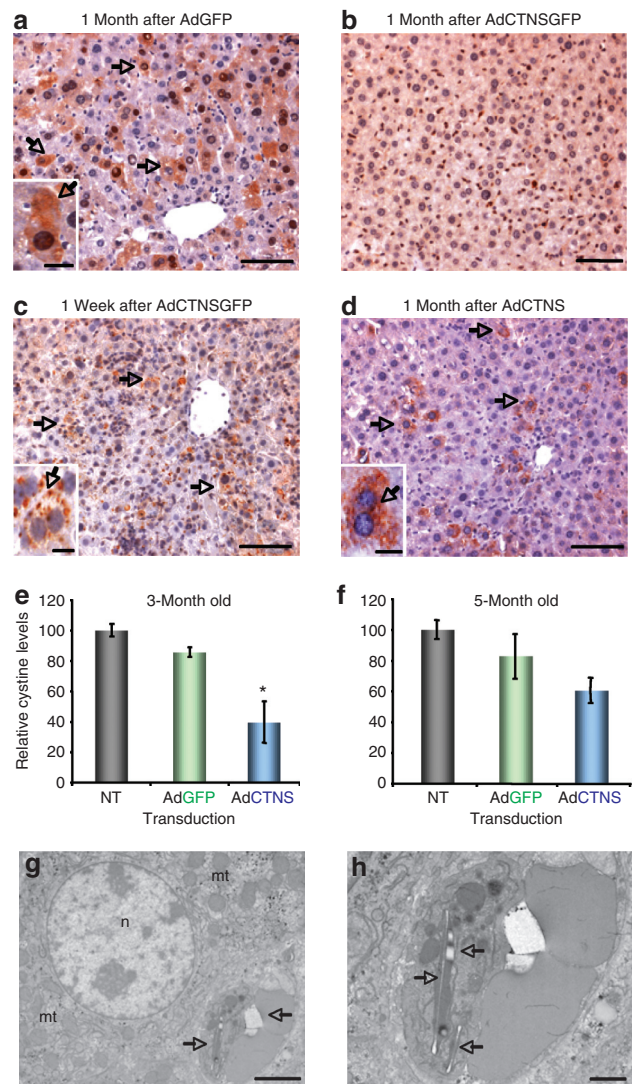 a 1 Month after AdGFP
b 1 Month after AdCTNSGFP
c 1 Week after AdCTNSGFP
d 1 Month after AdCTNS
e 3-Month old
Relative cystine levels
120
100
80
60
40
20
0
*
NT AdGFP AdCTNS
Transduction
f 5-Month old
120
100
80
60
40
20
0
NT AdGFP AdCTNS
Transduction
g
mt
n
mt
h